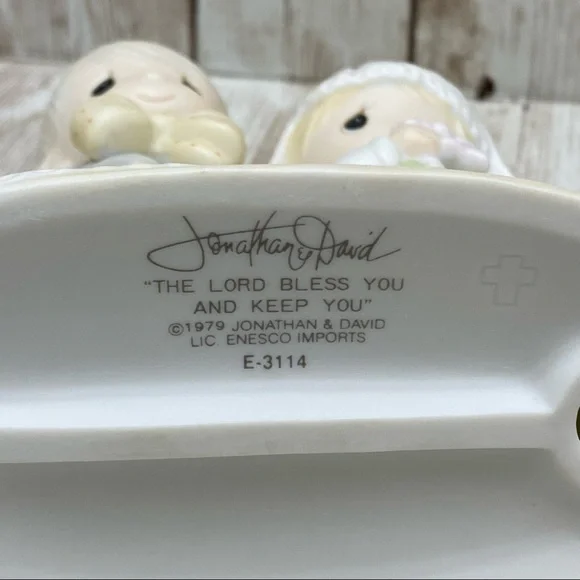 Jonathan & David
"THE LORD BLESS YOU
AND KEEP YOU"
©1979 JONATHAN & DAVID
LIC. ENESCO IMPORTS
E-3114